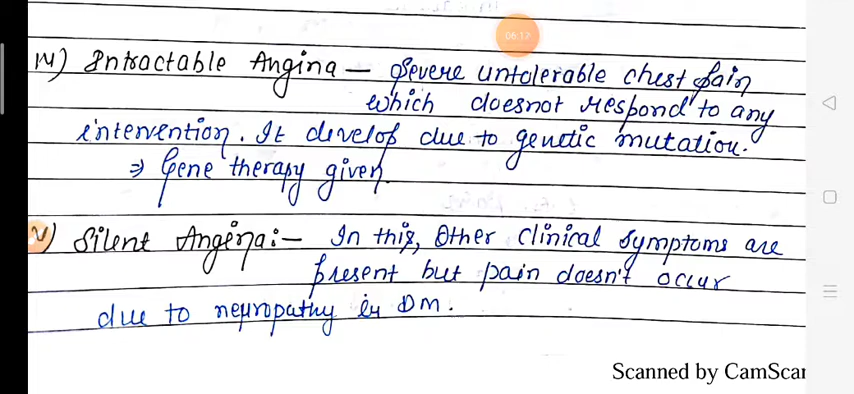 06:17
IV) Intractable Angina — Severe untolerable chest pain
which doesnot respond to any
intervention. It develop due to genetic mutation.
⇒ Gene therapy given
V) Silent Angina:— In this, Other clinical symptoms are
present but pain doesn't occur
due to neuropathy in DM.
Scanned by CamScan